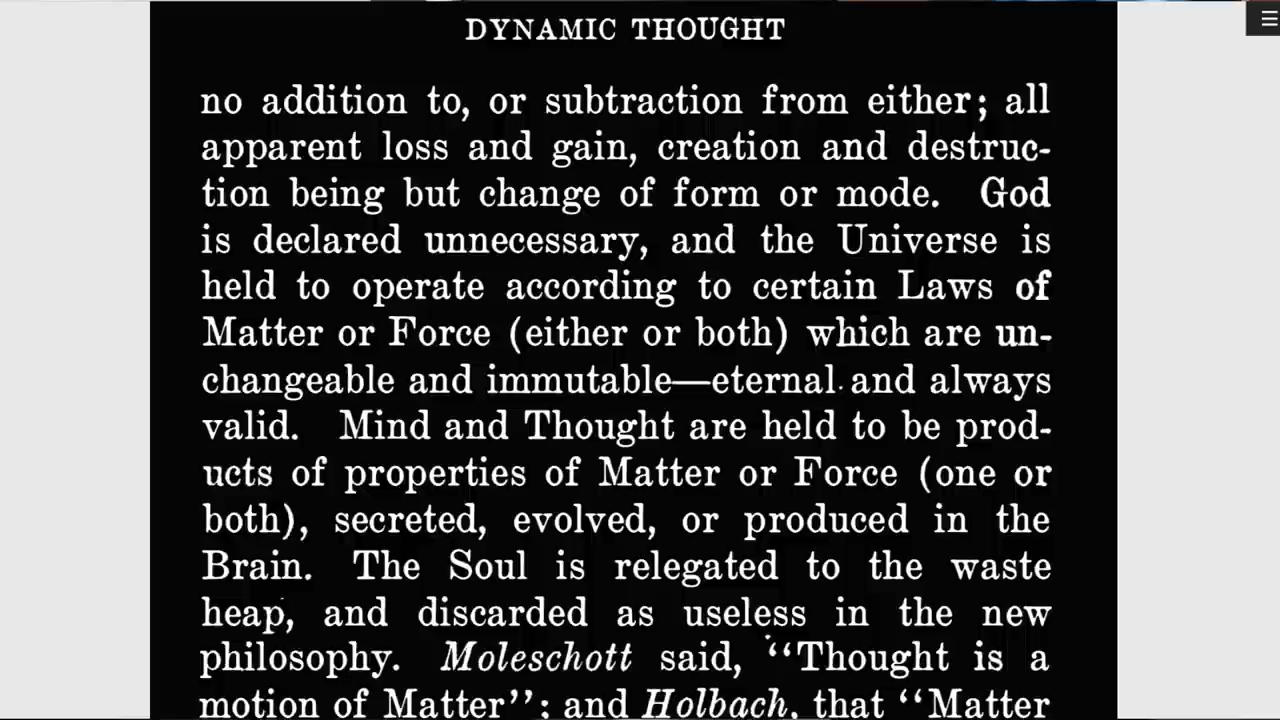 DYNAMIC THOUGHT
no addition to, or subtraction from either; all
apparent loss and gain, creation and destruc-
tion being but change of form or mode. God
is declared unnecessary, and the Universe is
held to operate according to certain Laws of
Matter or Force (either or both) which are un-
changeable and immutable—eternal and always
valid. Mind and Thought are held to be prod-
ucts of properties of Matter or Force (one or
both), secreted, evolved, or produced in the
Brain. The Soul is relegated to the waste
heap, and discarded as useless in the new
philosophy. Moleschott said, “Thought is a
motion of Matter”; and Holbach, that “Matter